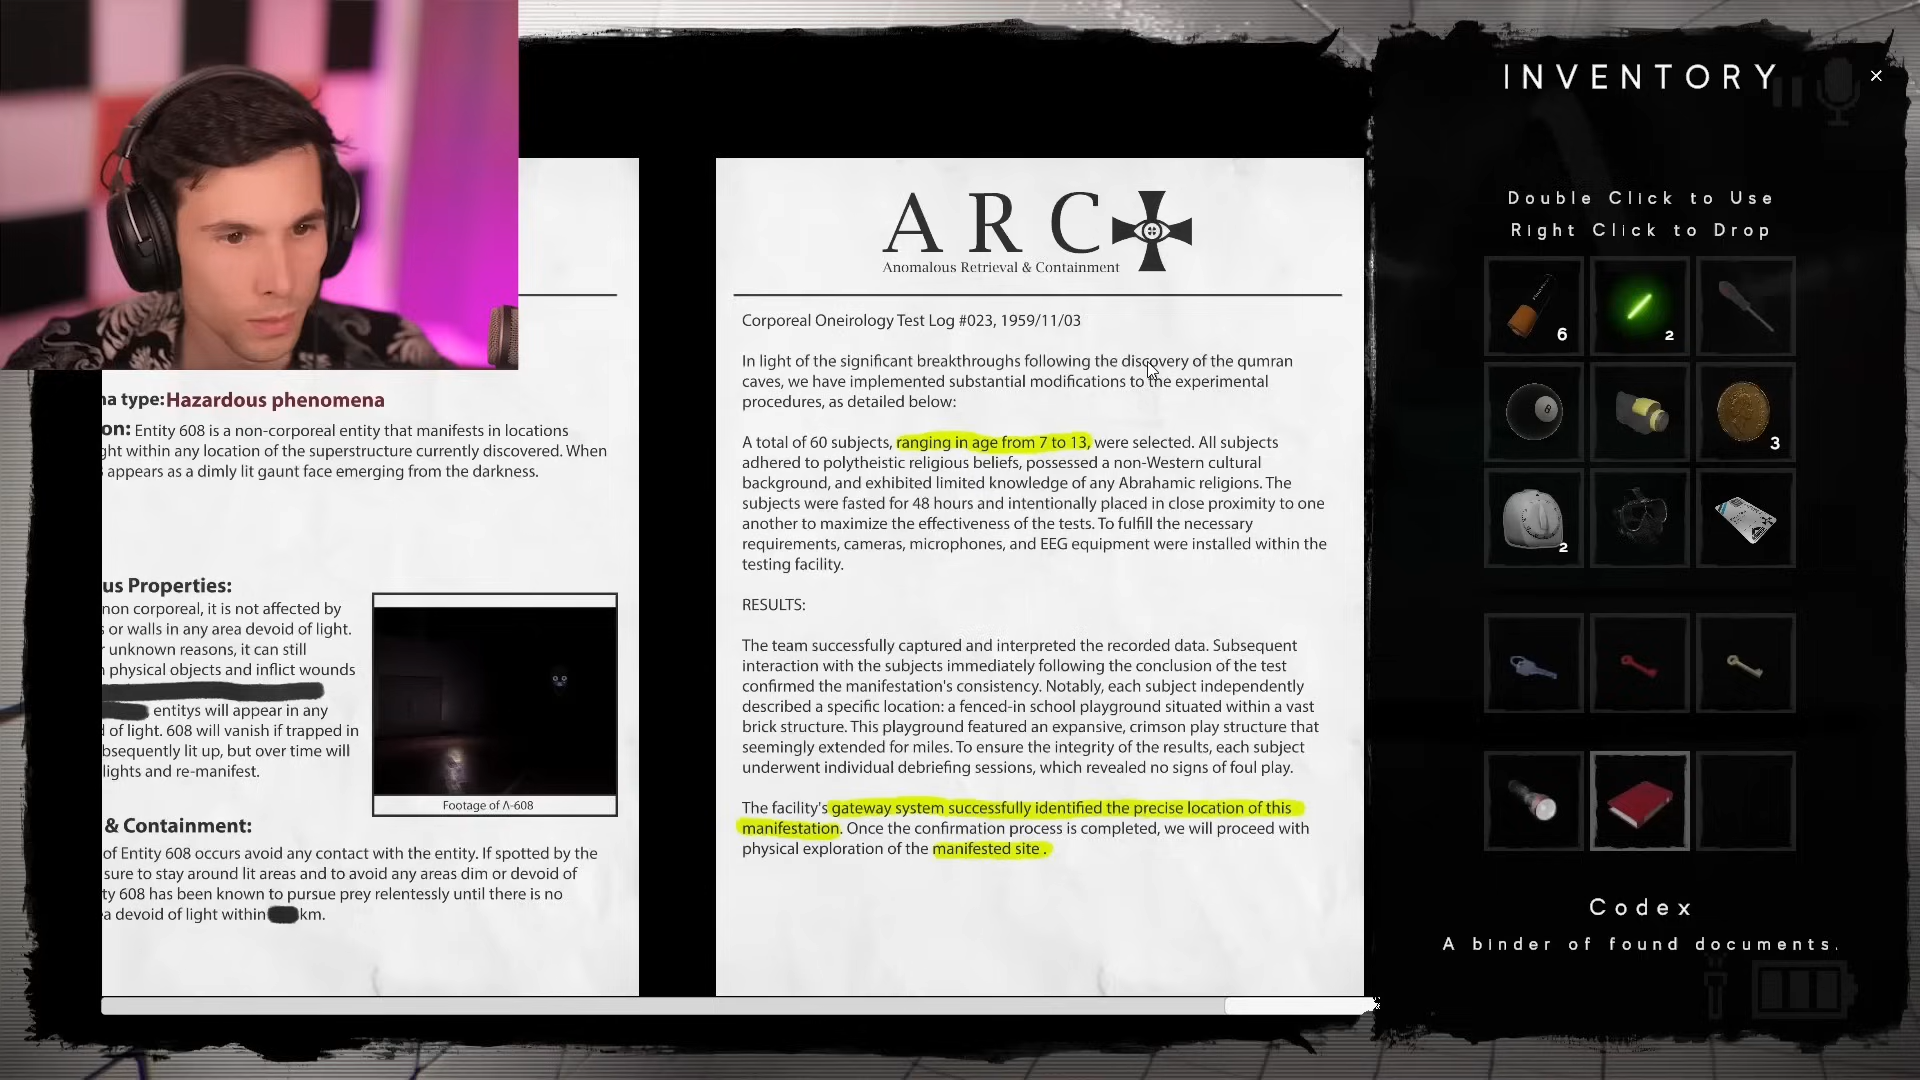 INVENTORY
×
Double Click to Use
Right Click to Drop
6
2
8
3
2
Codex
A binder of found documents.
na type: Hazardous phenomena
on: Entity 608 is a non-corporeal entity that manifests in locations
ght within any location of the superstructure currently discovered. When
appears as a dimly lit gaunt face emerging from the darkness.
us Properties:
non corporeal, it is not affected by
s or walls in any area devoid of light.
r unknown reasons, it can still
n physical objects and inflict wounds
entitys will appear in any
d of light. 608 will vanish if trapped in
bsequently lit up, but over time will
lights and re-manifest.
Footage of Λ-608
& Containment:
of Entity 608 occurs avoid any contact with the entity. If spotted by the
sure to stay around lit areas and to avoid any areas dim or devoid of
ty 608 has been known to pursue prey relentlessly until there is no
a devoid of light within km.
ARC
Anomalous Retrieval & Containment
Corporeal Oneirology Test Log #023, 1959/11/03
In light of the significant breakthroughs following the discovery of the qumran
caves, we have implemented substantial modifications to the experimental
procedures, as detailed below:
A total of 60 subjects, ranging in age from 7 to 13, were selected. All subjects
adhered to polytheistic religious beliefs, possessed a non-Western cultural
background, and exhibited limited knowledge of any Abrahamic religions. The
subjects were fasted for 48 hours and intentionally placed in close proximity to one
another to maximize the effectiveness of the tests. To fulfill the necessary
requirements, cameras, microphones, and EEG equipment were installed within the
testing facility.
RESULTS:
The team successfully captured and interpreted the recorded data. Subsequent
interaction with the subjects immediately following the conclusion of the test
confirmed the manifestation's consistency. Notably, each subject independently
described a specific location: a fenced-in school playground situated within a vast
brick structure. This playground featured an expansive, crimson play structure that
seemingly extended for miles. To ensure the integrity of the results, each subject
underwent individual debriefing sessions, which revealed no signs of foul play.
The facility's gateway system successfully identified the precise location of this
manifestation. Once the confirmation process is completed, we will proceed with
physical exploration of the manifested site .